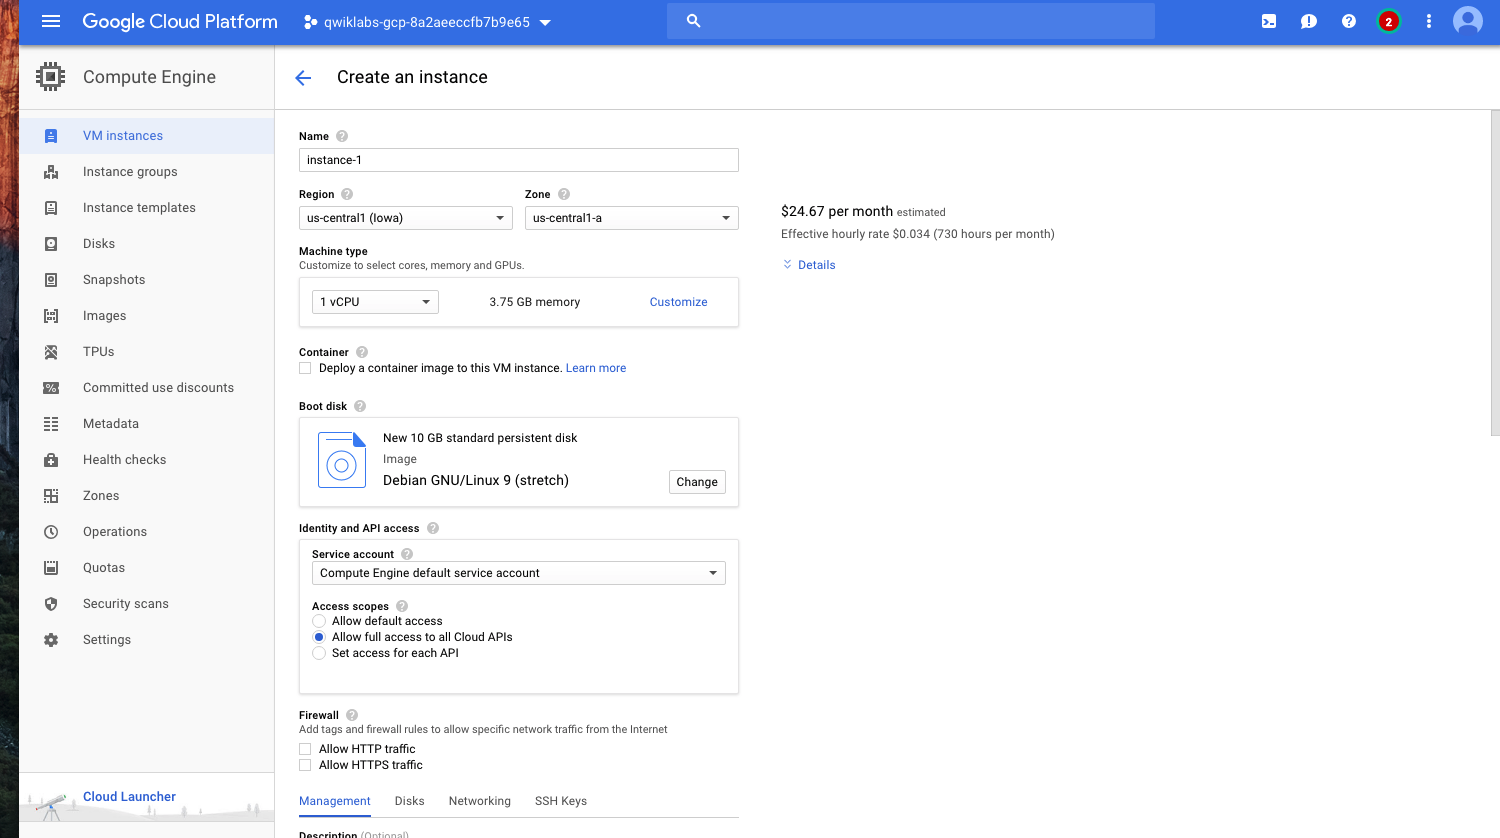 Google Cloud Platform
qwiklabs-gcp-8a2aeeccfb7b9e65
2
Compute Engine
Create an instance
VM instances
Instance groups
Instance templates
Disks
Snapshots
Images
TPUs
Committed use discounts
Metadata
Health checks
Zones
Operations
Quotas
Security scans
Settings
Cloud Launcher
Name
instance-1
Region
Zone
us-central1 (Iowa)
us-central1-a
Machine type
Customize to select cores, memory and GPUs.
1 vCPU
3.75 GB memory
Customize
Container
Deploy a container image to this VM instance. Learn more
Boot disk
New 10 GB standard persistent disk
Image
Debian GNU/Linux 9 (stretch)
Change
Identity and API access
Service account
Compute Engine default service account
Access scopes
Allow default access
Allow full access to all Cloud APIs
Set access for each API
Firewall
Add tags and firewall rules to allow specific network traffic from the Internet
Allow HTTP traffic
Allow HTTPS traffic
Management
Disks
Networking
SSH Keys
Description (Optional)
$24.67 per month estimated
Effective hourly rate $0.034 (730 hours per month)
Details